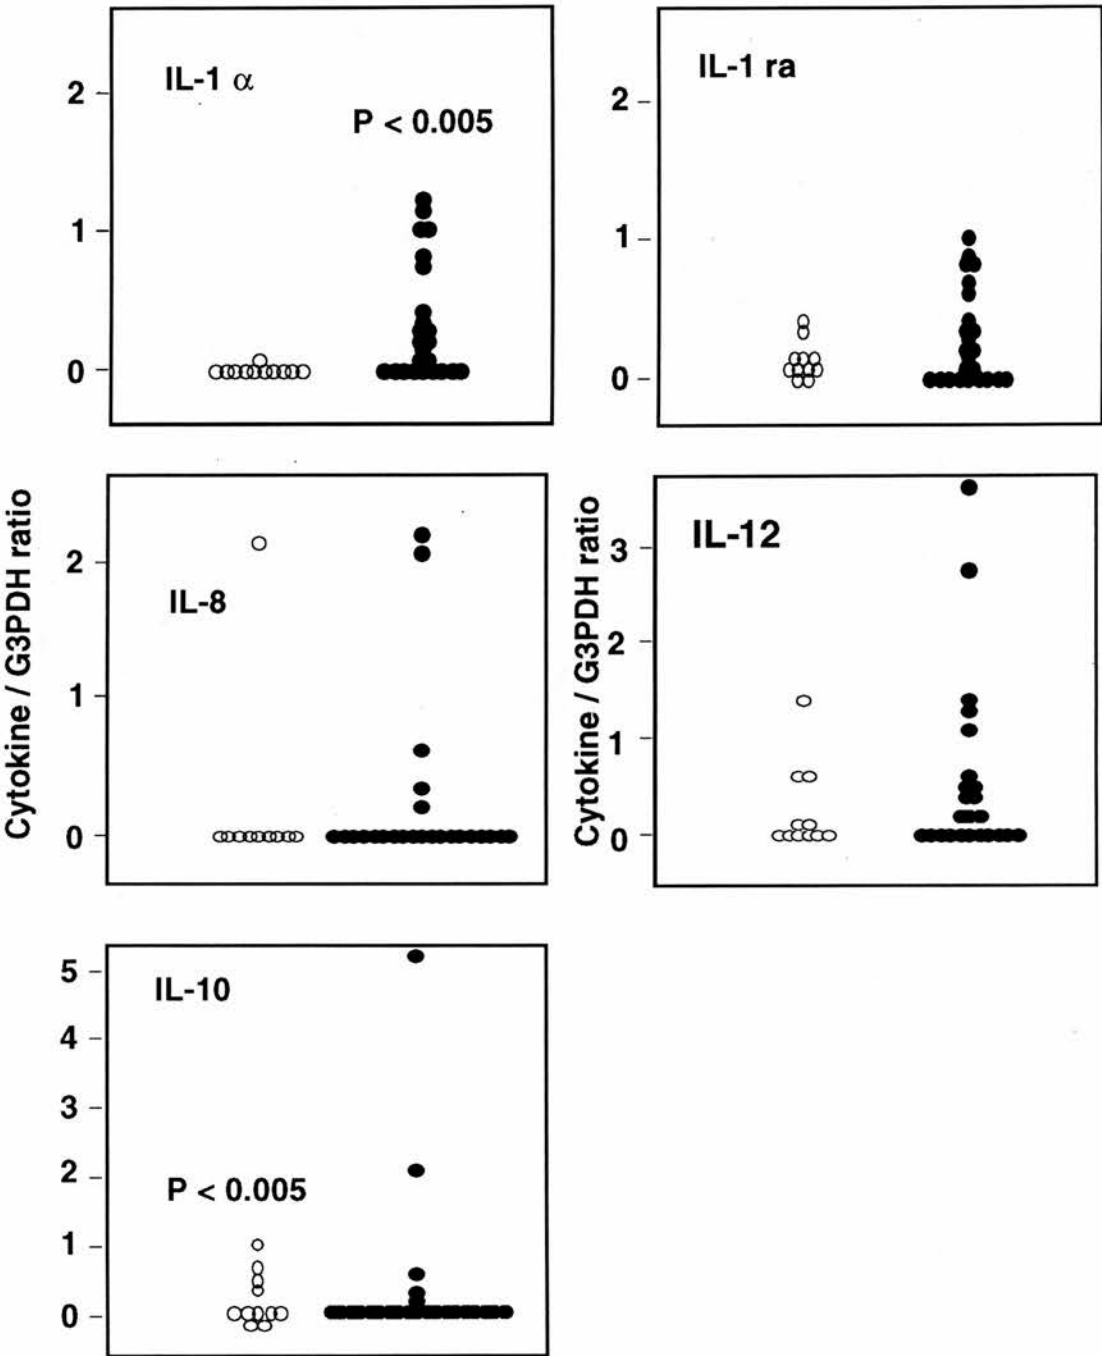 IL-1 α
P < 0.005
2
1
0
IL-1 ra
2
1
0
Cytokine / G3PDH ratio
IL-8
2
1
0
Cytokine / G3PDH ratio
IL-12
3
2
1
0
IL-10
P < 0.005
5
4
3
2
1
0